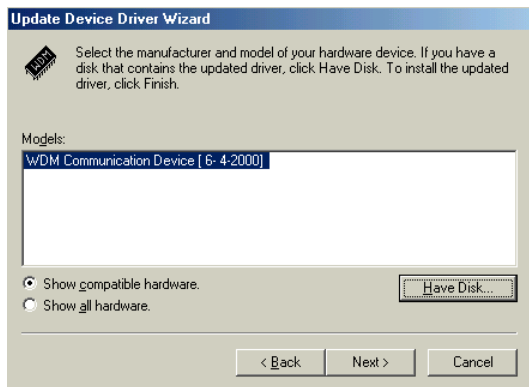 Update Device Driver Wizard
WDM
Select the manufacturer and model of your hardware device. If you have a
disk that contains the updated driver, click Have Disk. To install the updated
driver, click Finish.
Models:
WDM Communication Device [ 6- 4-2000]
Show compatible hardware.
Show all hardware.
Have Disk...
< Back
Next >
Cancel